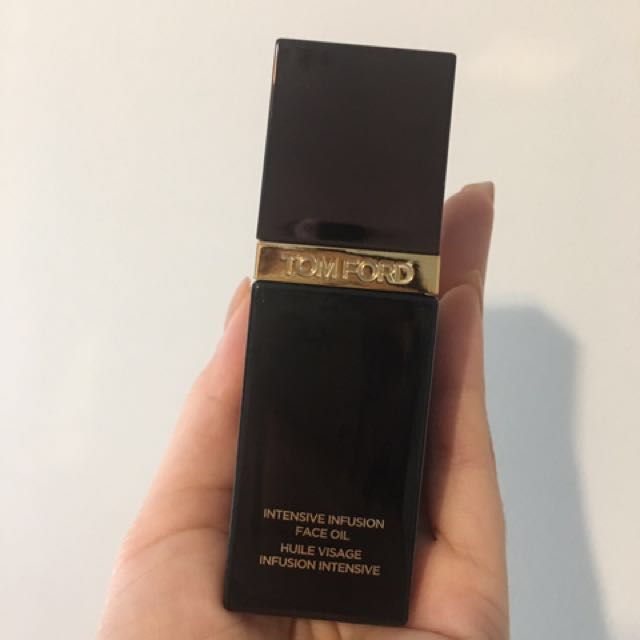 TOM FORD
INTENSIVE INFUSION
FACE OIL
HUILE VISAGE
INFUSION INTENSIVE